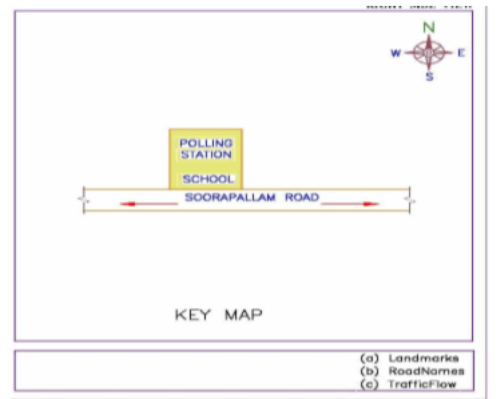 N
W E
S
POLLING
STATION
SCHOOL
SOORAPALLAM ROAD
KEY MAP
(a) Landmarks
(b) RoadNames
(c) TrafficFlow